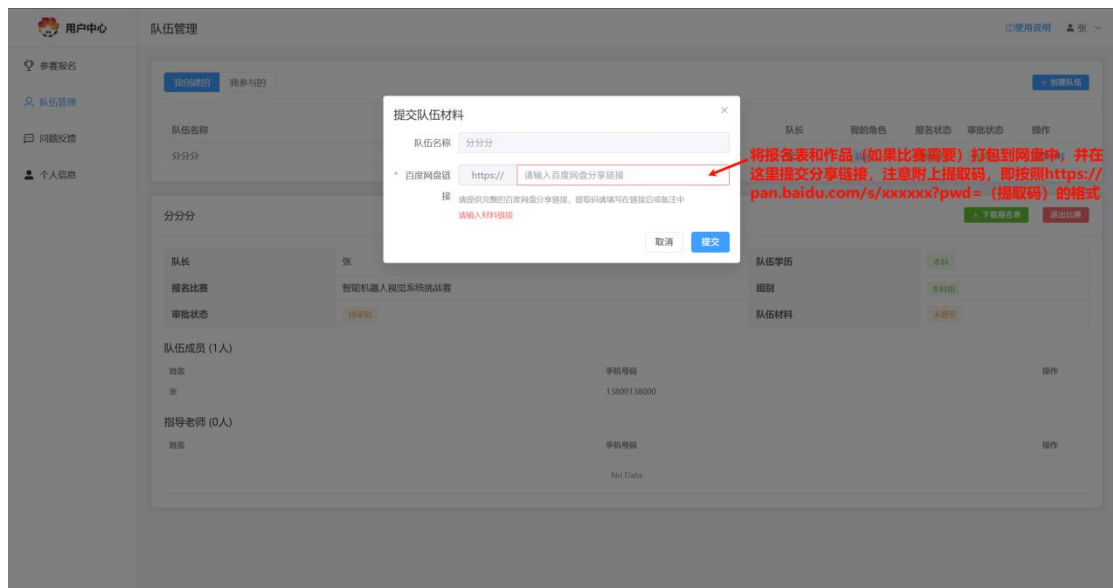 用户中心
队伍管理
使用说明
张
参赛报名
队伍管理
问题反馈
个人信息
我创建的
我参与的
+ 创建队伍
队伍名称
队长
我的角色
报名状态
审批状态
操作
分分分
提交队伍材料
队伍名称
分分分
* 百度网盘链接
https://
请输入百度网盘分享链接
请提供完整的百度网盘分享链接，提取码请填写在链接后或备注中
请输入材料链接
取消
提交
将报名表和作品（如果比赛需要）打包到网盘中，并在
这里提交分享链接，注意附上提取码，即按照https://
pan.baidu.com/s/xxxxxx?pwd=（提取码）的格式
分分分
下载报名表
退出比赛
队长
张
队伍学历
本科
报名比赛
智能机器人视觉系统挑战赛
组别
本科组
审批状态
待审批
队伍材料
未提交
队伍成员 (1人)
姓名
手机号码
操作
张
13800138000
指导老师 (0人)
姓名
手机号码
操作
No Data